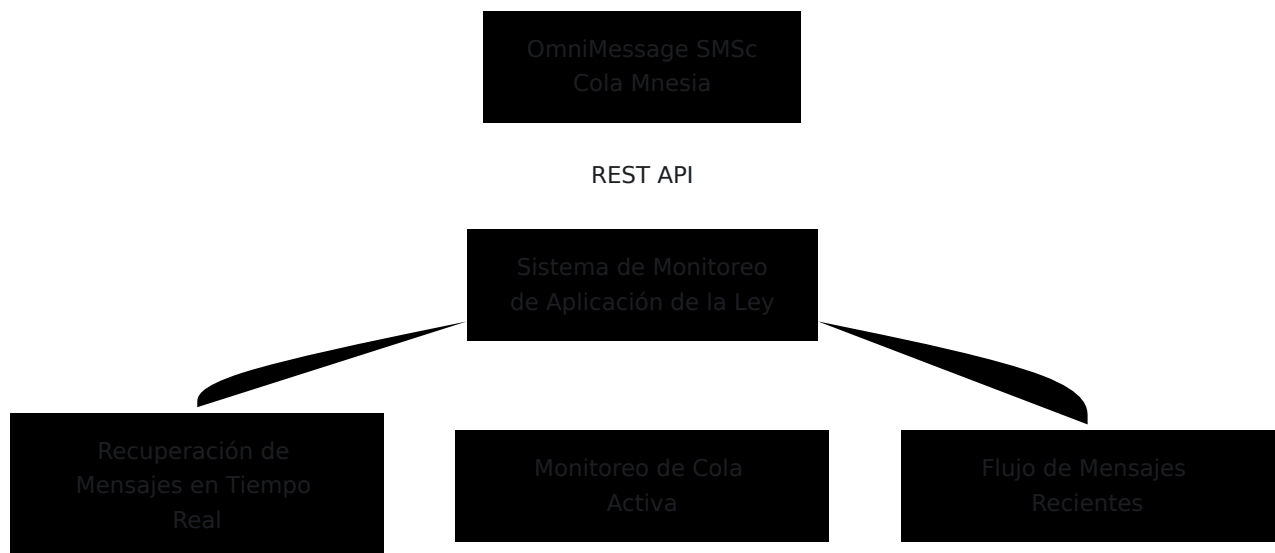 OmniMessage SMSc
Cola Mnesia
REST API
Sistema de Monitoreo
de Aplicación de la Ley
Recuperación de
Mensajes en Tiempo
Real
Monitoreo de Cola
Activa
Flujo de Mensajes
Recientes